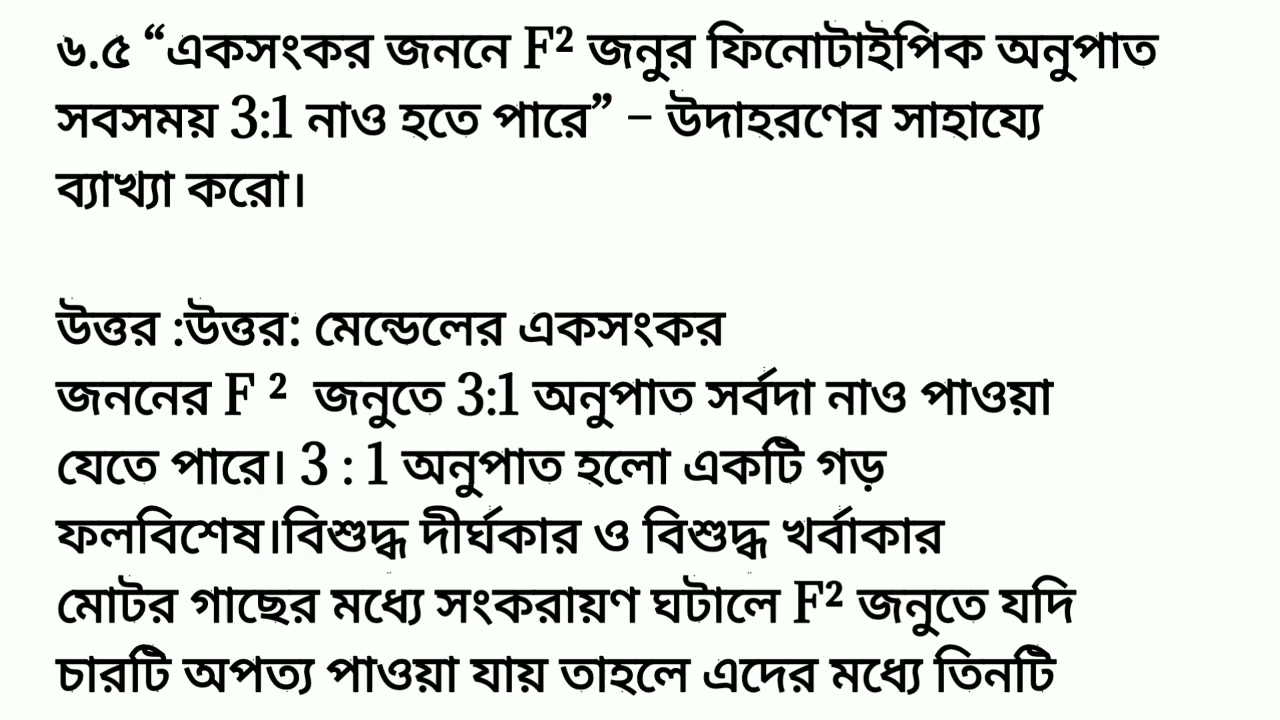 ৬.৫ “একসংকর জননে F² জনুর ফিনোটাইপিক অনুপাত
সবসময় 3:1 নাও হতে পারে” – উদাহরণের সাহায্যে
ব্যাখ্যা করো।
উত্তর :উত্তর: মেন্ডেলের একসংকর
জননের F ² জনুতে 3:1 অনুপাত সর্বদা নাও পাওয়া
যেতে পারে। 3 : 1 অনুপাত হলো একটি গড়
ফলবিশেষ।বিশুদ্ধ দীর্ঘকার ও বিশুদ্ধ খর্বাকার
মোটর গাছের মধ্যে সংকরায়ণ ঘটালে F² জনুতে যদি
চারটি অপত্য পাওয়া যায় তাহলে এদের মধ্যে তিনটি